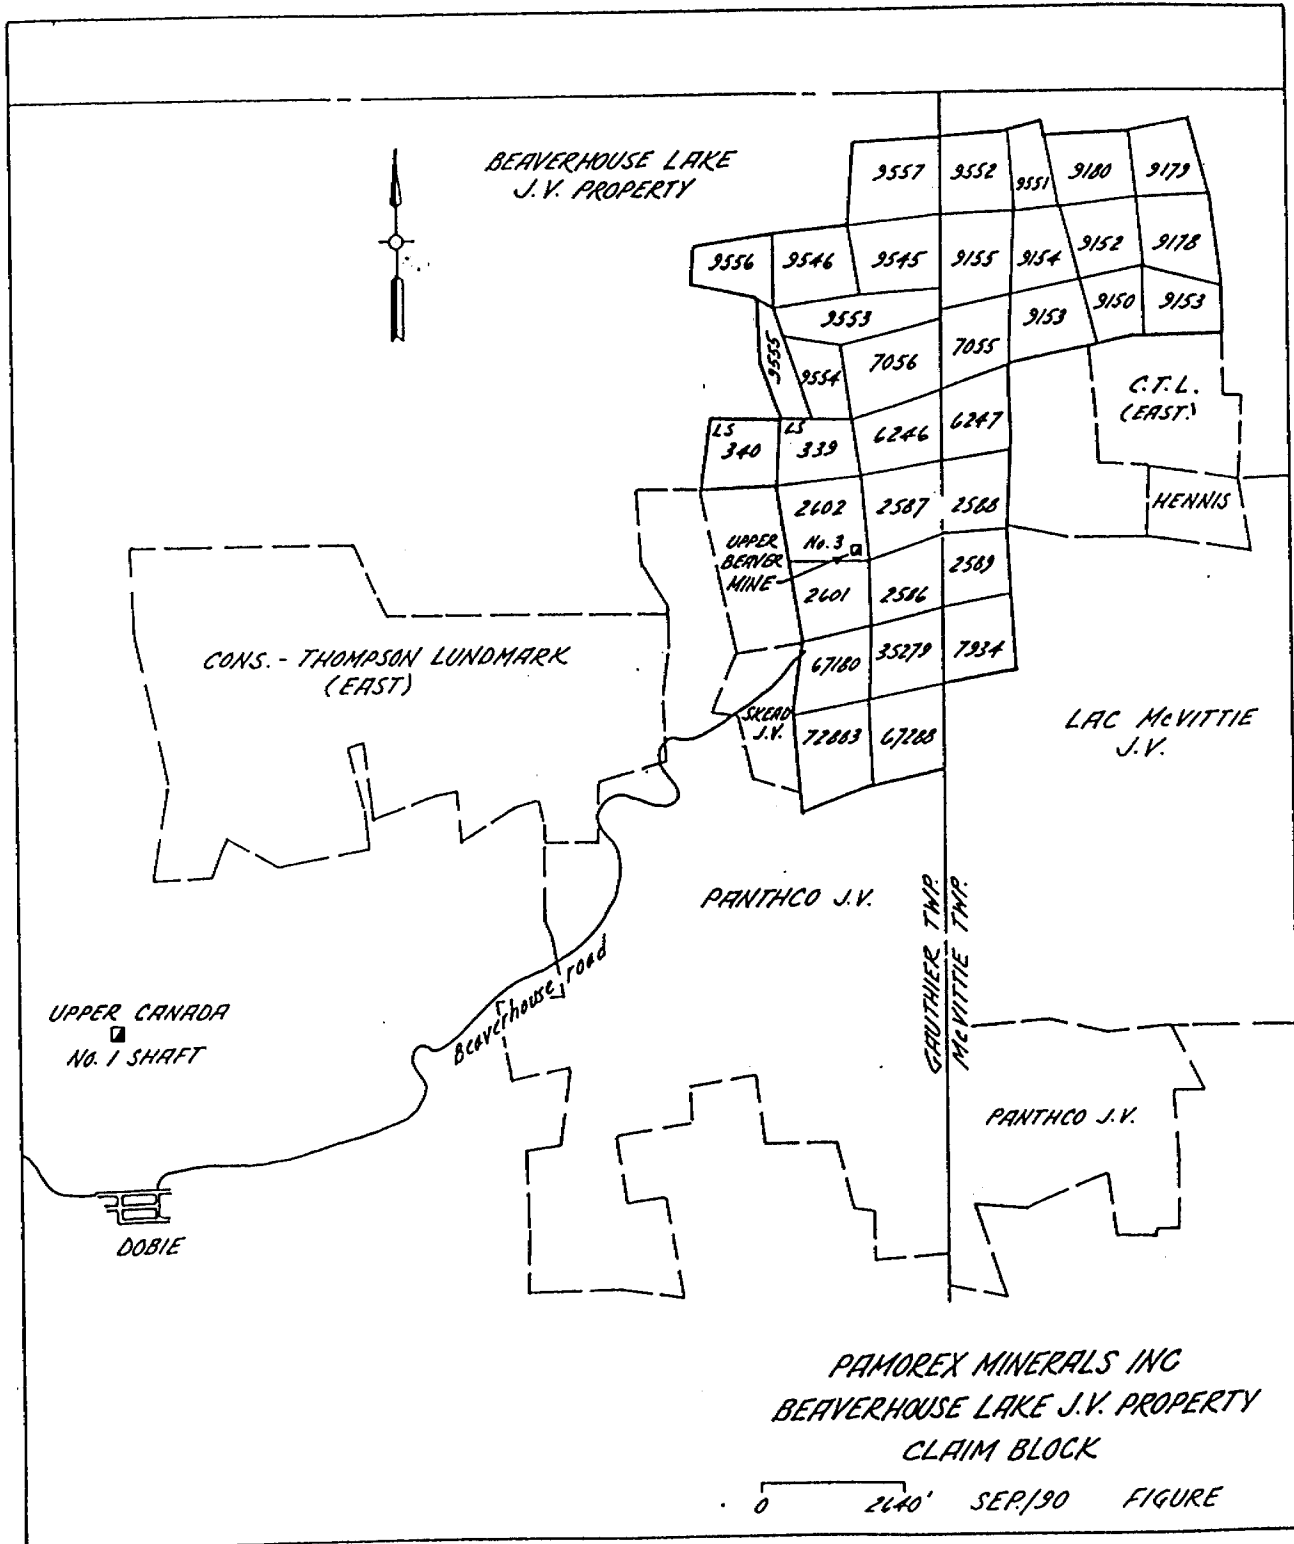 BEAVERHOUSE LAKE
J.V. PROPERTY
9557
9552
9551
9180
9179
9556
9546
9545
9155
9154
9152
9178
9553
9153
9150
9153
9555
9554
7056
7055
C.T.L.
(EAST)
LS
340
LS
339
6246
6247
2602
2587
2588
HENNIS
UPPER
BEAVER
MINE
No. 3
2601
2586
2589
CONS. - THOMPSON LUNDMARK
(EAST)
67180
35279
7934
SKEAD
J.V.
72883
67288
LAC McVITTIE
J.V.
PANTHCO J.V.
GAUTHIER TWP.
McVITTIE TWP.
Beaverhouse road
UPPER CANADA
No. 1 SHAFT
PANTHCO J.V.
DOBIE
PAMOREX MINERALS INC
BEAVERHOUSE LAKE J.V. PROPERTY
CLAIM BLOCK
0 2640' SEP./90 FIGURE